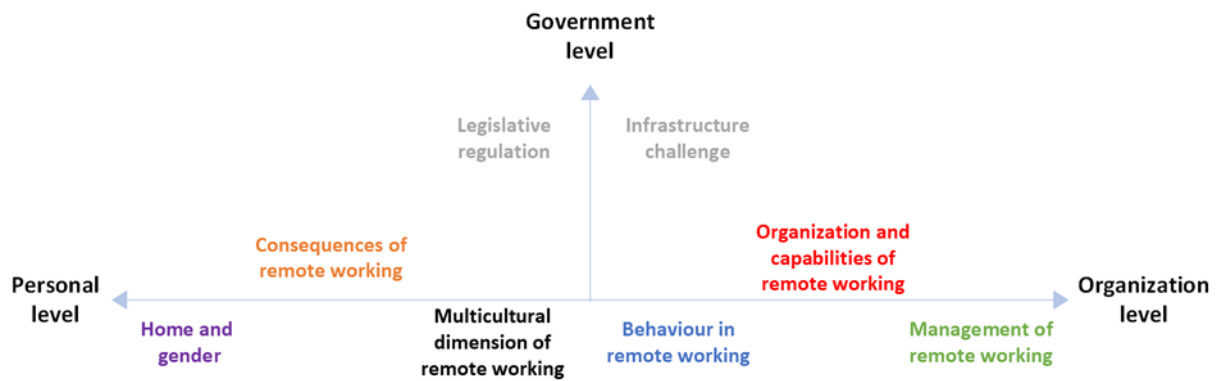 Government
level
Legislative
regulation
Infrastructure
challenge
Consequences of
remote working
Organization and
capabilities of
remote working
Personal
level
Organization
level
Home and
gender
Multicultural
dimension of
remote working
Behaviour in
remote working
Management of
remote working